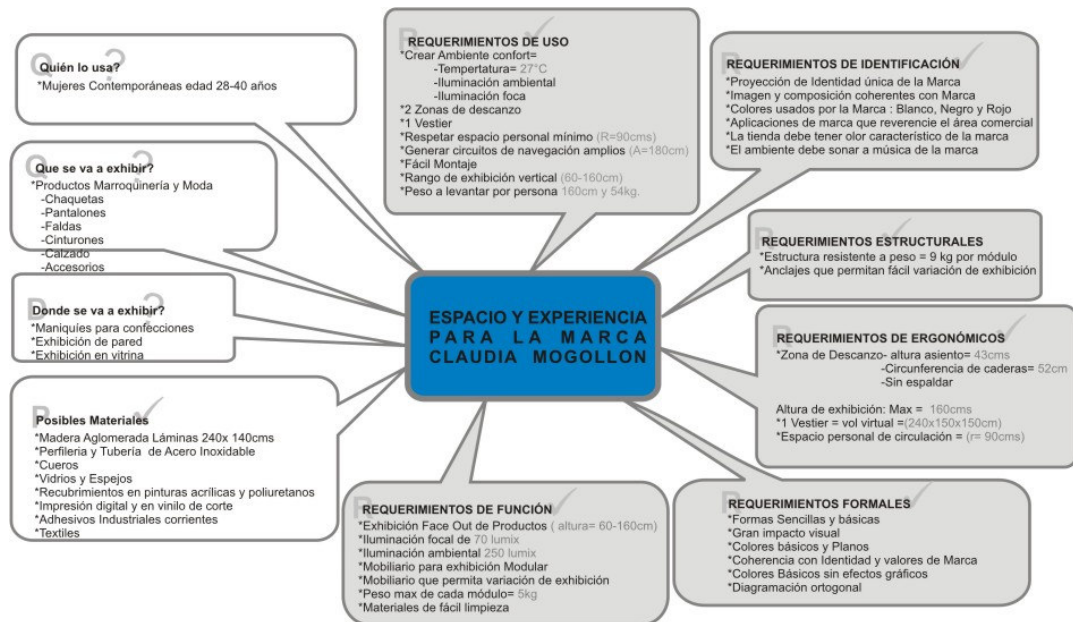 Q ?
Quién lo usa?
*Mujeres Contemporáneas edad 28-40 años
Q ?
Que se va a exhibir?
*Productos Marroquinería y Moda
-Chaquetas
-Pantalones
-Faldas
-Cinturones
-Calzado
-Accesorios
D ?
Donde se va a exhibir?
*Maniquíes para confecciones
*Exhibición de pared
*Exhibición en vitrina
P
Posibles Materiales
*Madera Aglomerada Láminas 240x 140cms
*Perfileria y Tubería de Acero Inoxidable
*Cueros
*Vidrios y Espejos
*Recubrimientos en pinturas acrílicas y poliuretanos
*Impresión digital y en vinilo de corte
*Adhesivos Industriales corrientes
*Textiles
R
REQUERIMIENTOS DE USO
*Crear Ambiente confort=
-Tempertatura= 27°C
-Iluminación ambiental
-Iluminación foca
*2 Zonas de descanzo
*1 Vestier
*Respetar espacio personal mínimo (R=90cms)
*Generar circuitos de navegación amplios (A=180cm)
*Fácil Montaje
*Rango de exhibición vertical (60-160cm)
*Peso a levantar por persona 160cm y 54kg.
ESPACIO Y EXPERIENCIA
PARA LA MARCA
CLAUDIA MOGOLLON
R
REQUERIMIENTOS DE FUNCIÓN
*Exhibición Face Out de Productos ( altura= 60-160cm)
*Iluminación focal de 70 lumix
*Iluminación ambiental 250 lumix
*Mobiliario para exhibición Modular
*Mobiliario que permita variación de exhibición
*Peso max de cada módulo= 5kg
*Materiales de fácil limpieza
R
REQUERIMIENTOS DE IDENTIFICACIÓN
*Proyección de Identidad única de la Marca
*Imagen y composición coherentes con Marca
*Colores usados por la Marca : Blanco, Negro y Rojo
*Aplicaciones de marca que reverencie el área comercial
*La tienda debe tener olor característico de la marca
*El ambiente debe sonar a música de la marca
R
REQUERIMIENTOS ESTRUCTURALES
*Estructura resistente a peso = 9 kg por módulo
*Anclajes que permitan fácil variación de exhibición
R
REQUERIMIENTOS DE ERGONÓMICOS
*Zona de Descanzo- altura asiento= 43cms
-Circunferencia de caderas= 52cm
-Sin espaldar
Altura de exhibición: Max = 160cms
*1 Vestier = vol virtual =(240x150x150cm)
*Espacio personal de circulación = (r= 90cms)
R
REQUERIMIENTOS FORMALES
*Formas Sencillas y básicas
*Gran impacto visual
*Colores básicos y Planos
*Coherencia con Identidad y valores de Marca
*Colores Básicos sin efectos gráficos
*Diagramación ortogonal